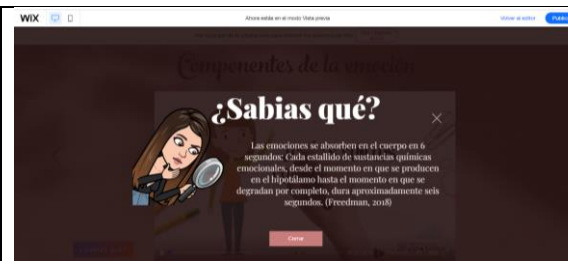 WIX
Ahora estás en el modo Vista previa
Volver al editor
Publicar
Componentes de la emoción
¿Sabias qué?
Las emociones se absorben en el cuerpo en 6
segundos: Cada estallido de sustancias químicas
emocionales, desde el momento en que se producen
en el hipotálamo hasta el momento en que se
degradan por completo, dura aproximadamente seis
segundos. (Freedman, 2018)
Cerrar